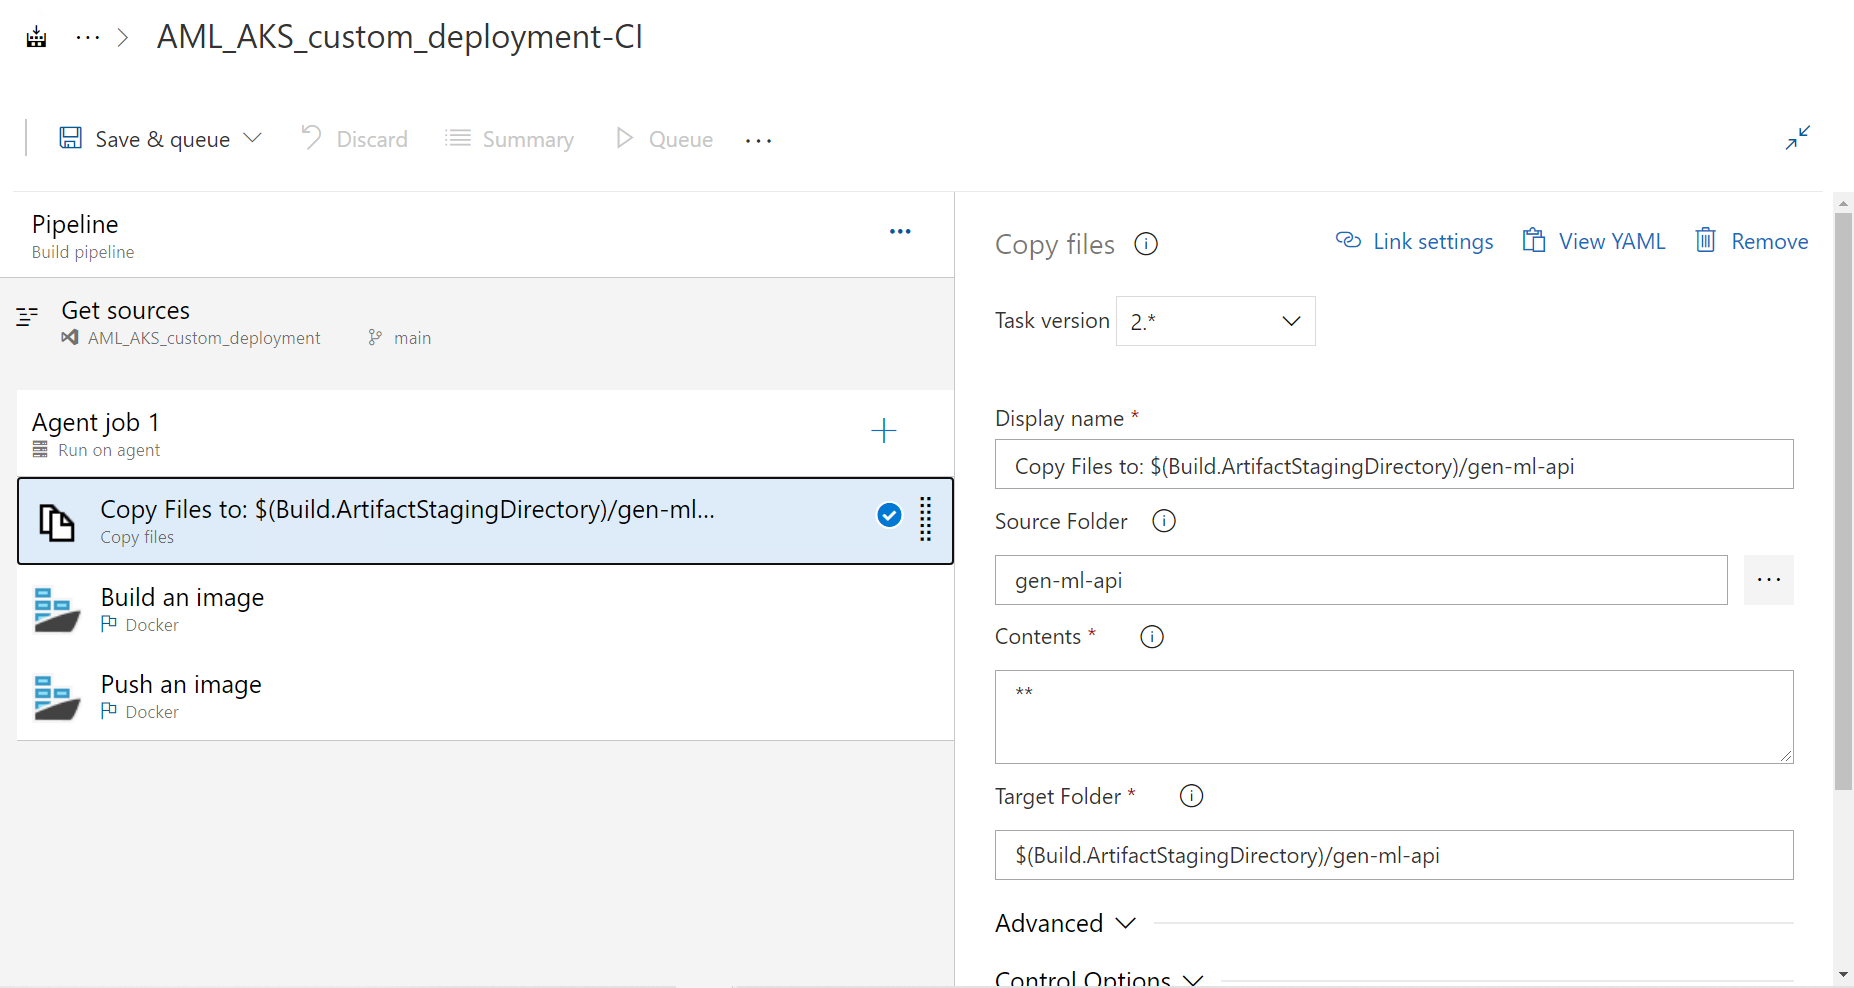 ... > AML_AKS_custom_deployment-CI
Save & queue Discard Summary Queue ...
Pipeline
Build pipeline
Get sources
AML_AKS_custom_deployment main
Agent job 1
Run on agent
Copy Files to: $(Build.ArtifactStagingDirectory)/gen-ml...
Copy files
Build an image
Docker
Push an image
Docker
Copy files Link settings View YAML Remove
Task version 2.*
Display name *
Copy Files to: $(Build.ArtifactStagingDirectory)/gen-ml-api
Source Folder
gen-ml-api
Contents *
**
Target Folder *
$(Build.ArtifactStagingDirectory)/gen-ml-api
Advanced
Control Options